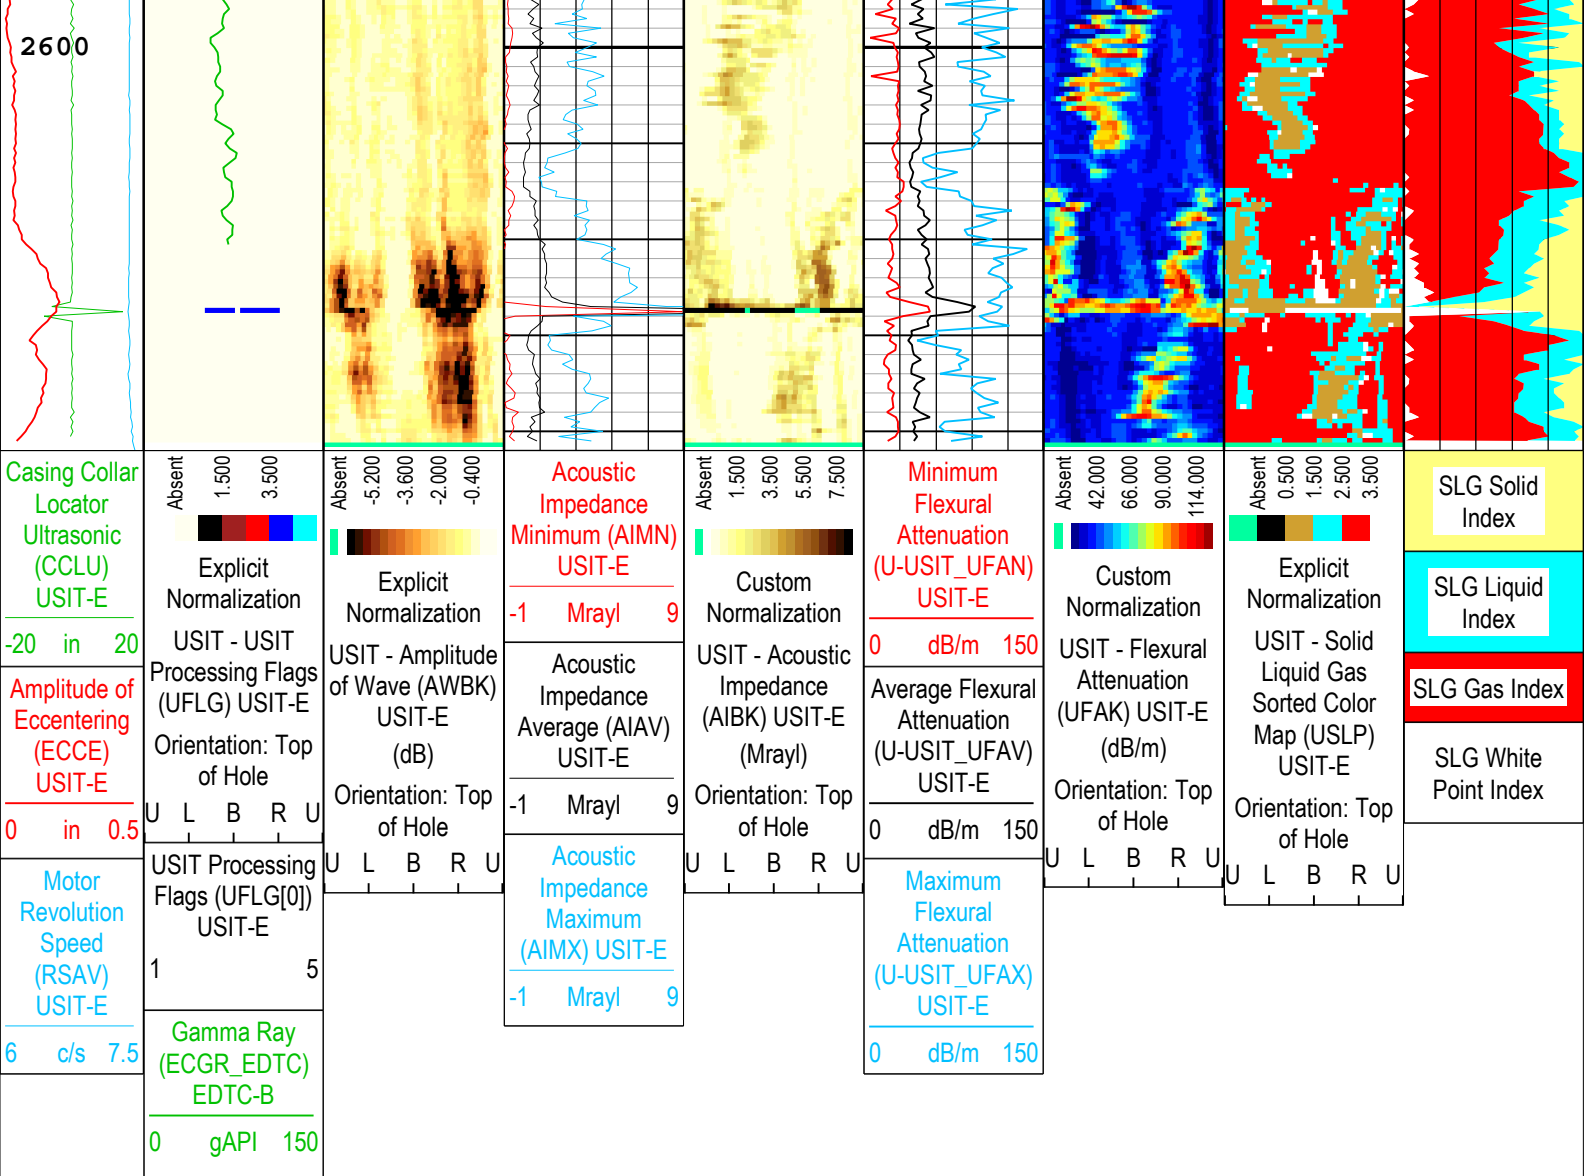 2600
Casing Collar
Locator
Ultrasonic
(CCLU)
USIT-E
-20 in 20
Amplitude of
Eccentering
(ECCE)
USIT-E
0 in 0.5
Motor
Revolution
Speed
(RSAV)
USIT-E
6 c/s 7.5
Absent 1.500 3.500
Explicit
Normalization
USIT - USIT
Processing Flags
(UFLG) USIT-E
Orientation: Top
of Hole
U L B R U
USIT Processing
Flags (UFLG[0])
USIT-E
1 5
Gamma Ray
(ECGR_EDTC)
EDTC-B
0 gAPI 150
Absent -5.200 -3.600 -2.000 -0.400
Explicit
Normalization
USIT - Amplitude
of Wave (AWBK)
USIT-E
(dB)
Orientation: Top
of Hole
U L B R U
Acoustic
Impedance
Minimum (AIMN)
USIT-E
-1 Mrayl 9
Acoustic
Impedance
Average (AIAV)
USIT-E
-1 Mrayl 9
Acoustic
Impedance
Maximum
(AIMX) USIT-E
-1 Mrayl 9
Absent 1.500 3.500 5.500 7.500
Custom
Normalization
USIT - Acoustic
Impedance
(AIBK) USIT-E
(Mrayl)
Orientation: Top
of Hole
U L B R U
Minimum
Flexural
Attenuation
(U-USIT_UFAN)
USIT-E
0 dB/m 150
Average Flexural
Attenuation
(U-USIT_UFAV)
USIT-E
0 dB/m 150
Maximum
Flexural
Attenuation
(U-USIT_UFAX)
USIT-E
0 dB/m 150
Absent 42.000 66.000 90.000 114.000
Custom
Normalization
USIT - Flexural
Attenuation
(UFAK) USIT-E
(dB/m)
Orientation: Top
of Hole
U L B R U
Absent 0.500 1.500 2.500 3.500
Explicit
Normalization
USIT - Solid
Liquid Gas
Sorted Color
Map (USLP)
USIT-E
Orientation: Top
of Hole
U L B R U
SLG Solid
Index
SLG Liquid
Index
SLG Gas Index
SLG White
Point Index